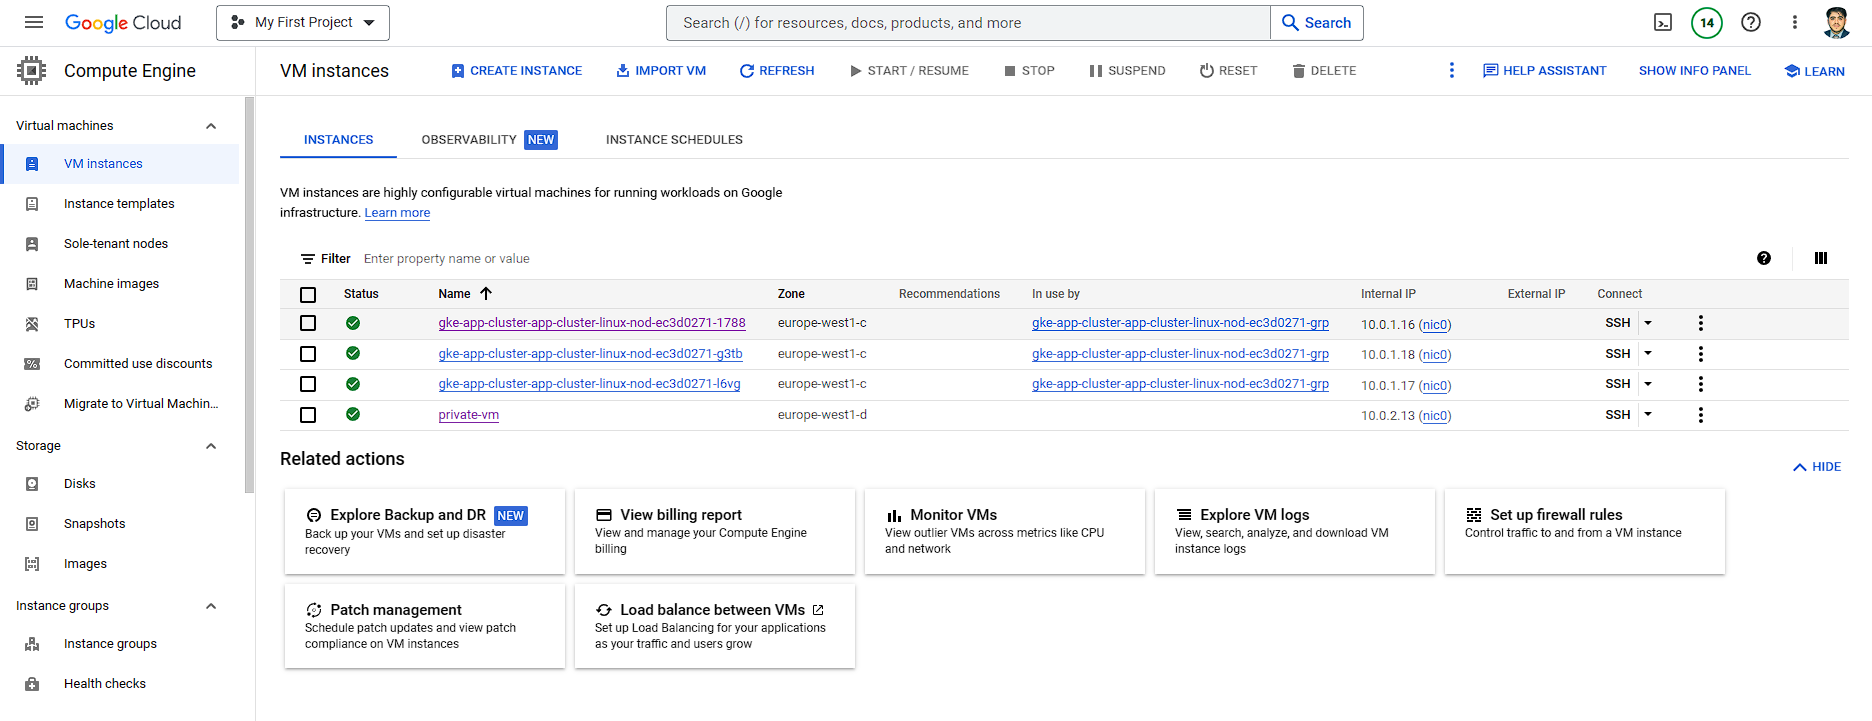 Google Cloud
My First Project
Search (/) for resources, docs, products, and more
Search
14
Compute Engine
VM instances
CREATE INSTANCE
IMPORT VM
REFRESH
START / RESUME
STOP
SUSPEND
RESET
DELETE
HELP ASSISTANT
SHOW INFO PANEL
LEARN
Virtual machines
VM instances
Instance templates
Sole-tenant nodes
Machine images
TPUs
Committed use discounts
Migrate to Virtual Machin...
Storage
Disks
Snapshots
Images
Instance groups
Instance groups
Health checks
INSTANCES
OBSERVABILITY NEW
INSTANCE SCHEDULES
VM instances are highly configurable virtual machines for running workloads on Google
infrastructure. Learn more
Filter Enter property name or value
Status Name Zone Recommendations In use by Internal IP External IP Connect
gke-app-cluster-app-cluster-linux-nod-ec3d0271-1788 europe-west1-c gke-app-cluster-app-cluster-linux-nod-ec3d0271-grp 10.0.1.16 (nic0) SSH
gke-app-cluster-app-cluster-linux-nod-ec3d0271-g3tb europe-west1-c gke-app-cluster-app-cluster-linux-nod-ec3d0271-grp 10.0.1.18 (nic0) SSH
gke-app-cluster-app-cluster-linux-nod-ec3d0271-l6vg europe-west1-c gke-app-cluster-app-cluster-linux-nod-ec3d0271-grp 10.0.1.17 (nic0) SSH
private-vm europe-west1-d 10.0.2.13 (nic0) SSH
Related actions
HIDE
Explore Backup and DR NEW
Back up your VMs and set up disaster
recovery
View billing report
View and manage your Compute Engine
billing
Monitor VMs
View outlier VMs across metrics like CPU
and network
Explore VM logs
View, search, analyze, and download VM
instance logs
Set up firewall rules
Control traffic to and from a VM instance
Patch management
Schedule patch updates and view patch
compliance on VM instances
Load balance between VMs
Set up Load Balancing for your applications
as your traffic and users grow